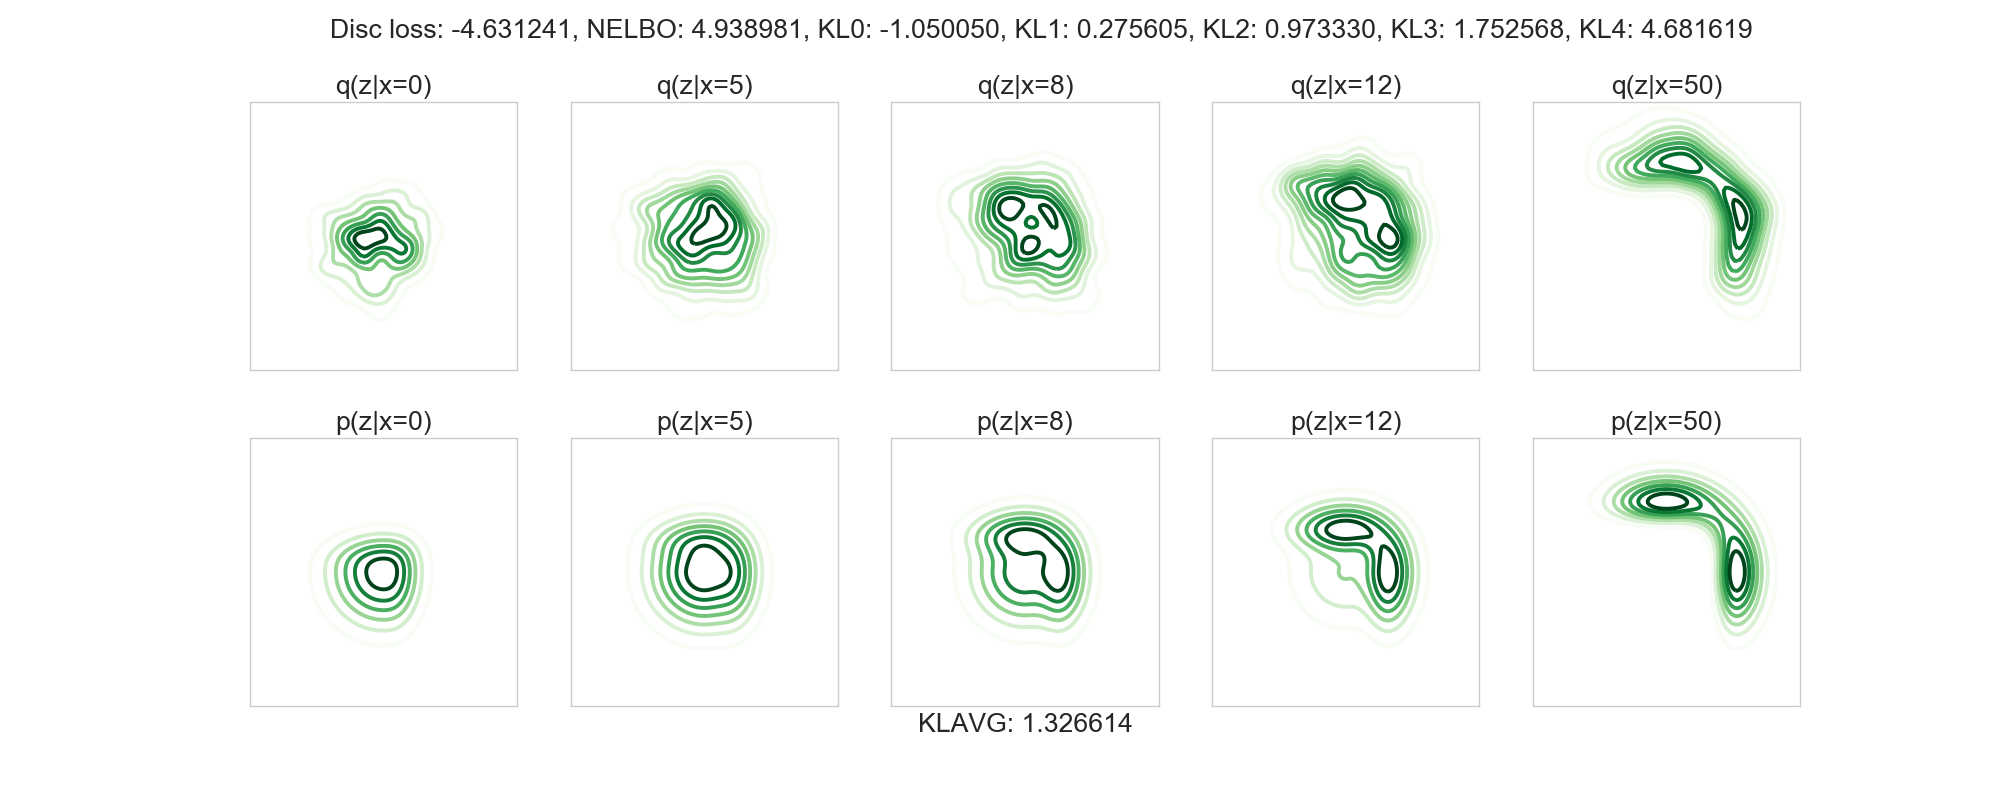 Disc loss: -4.631241, NELBO: 4.938981, KL0: -1.050050, KL1: 0.275605, KL2: 0.973330, KL3: 1.752568, KL4: 4.681619
q(z|x=0) q(z|x=5) q(z|x=8) q(z|x=12) q(z|x=50)
p(z|x=0) p(z|x=5) p(z|x=8) p(z|x=12) p(z|x=50)
KLAVG: 1.326614